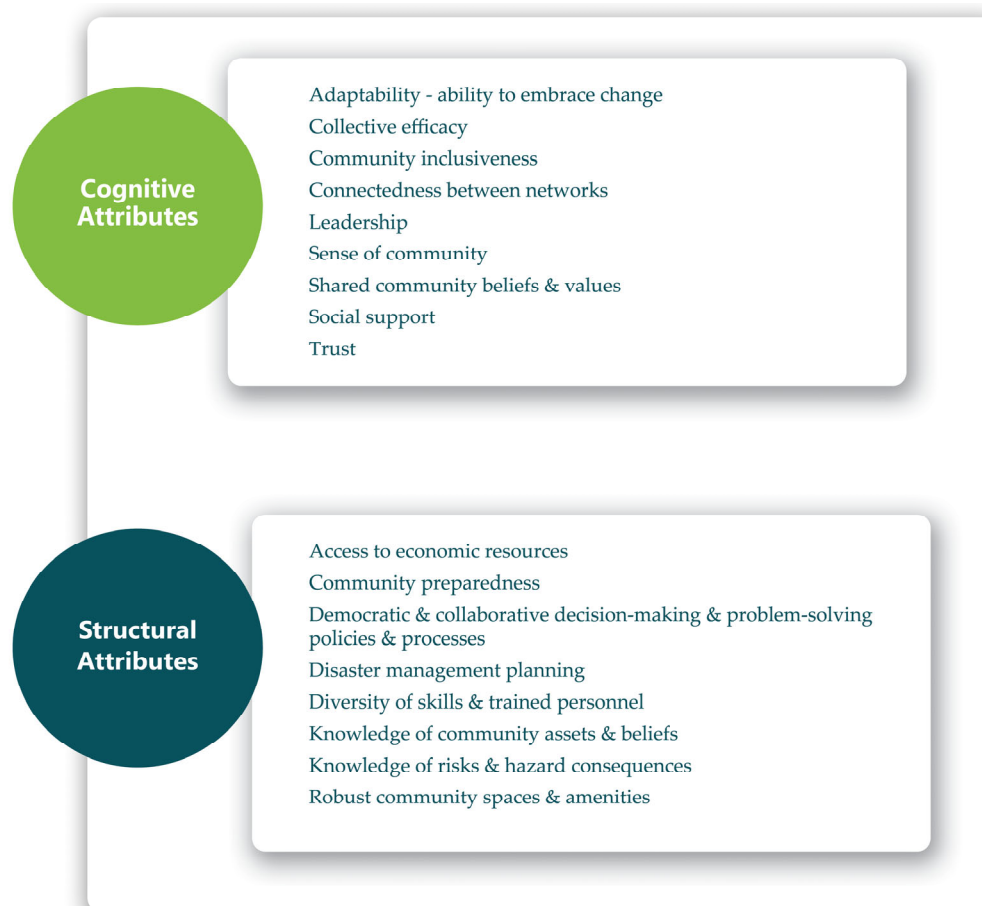 Cognitive
Attributes
Adaptability - ability to embrace change
Collective efficacy
Community inclusiveness
Connectedness between networks
Leadership
Sense of community
Shared community beliefs & values
Social support
Trust
Structural
Attributes
Access to economic resources
Community preparedness
Democratic & collaborative decision-making & problem-solving
policies & processes
Disaster management planning
Diversity of skills & trained personnel
Knowledge of community assets & beliefs
Knowledge of risks & hazard consequences
Robust community spaces & amenities